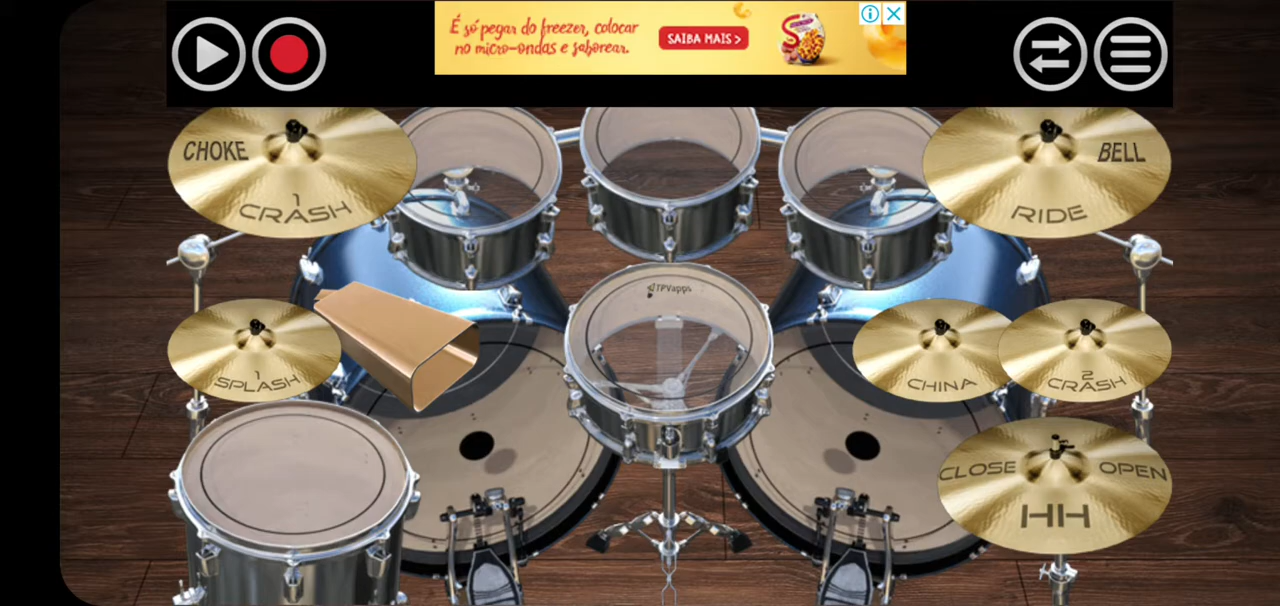 É só pegar do freezer, colocar
no micro-ondas e saborear.
SAIBA MAIS >
CHOKE
1
CRASH
BELL
RIDE
TPVapps
1
SPLASH
CHINA
2
CRASH
CLOSE
OPEN
HH